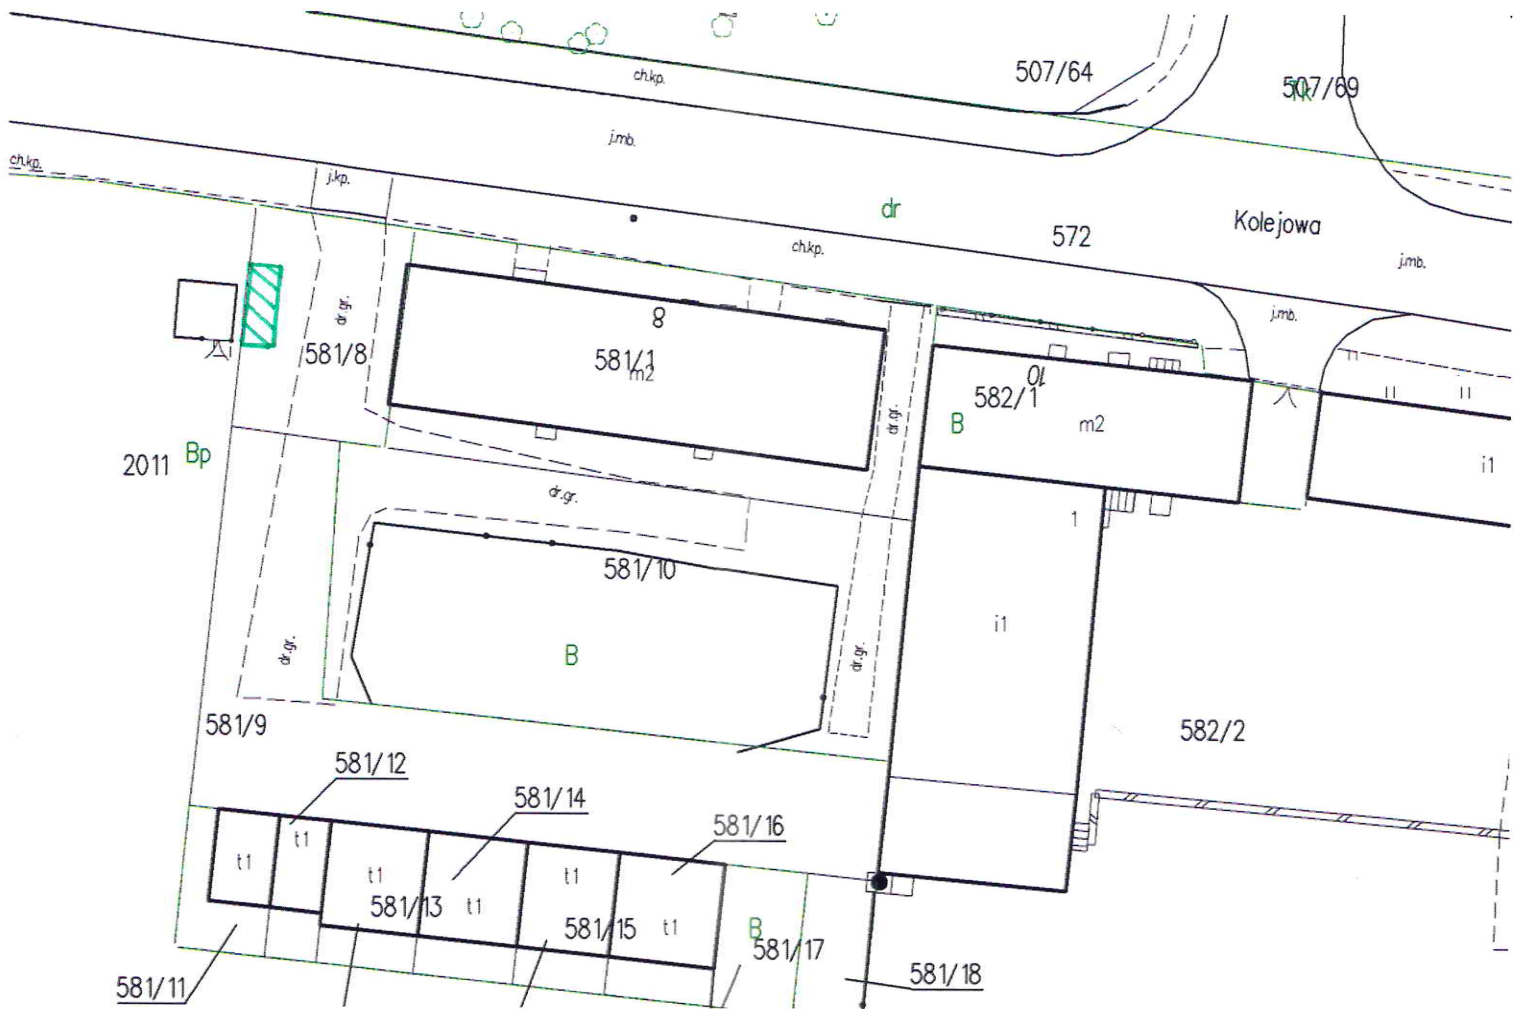 507/64
507/69
Tk
ch.kp.
j.mb.
ch.kp.
j.kp.
dr
572
Kolejowa
ch.kp.
j.mb.
j.mb.
dr.gr.
8
581/8
581/1
m2
10
582/1
dr.gr.
B
m2
2011
Bp
i1
dr.gr.
1
581/10
i1
B
dr.gr.
dr.gr.
581/9
582/2
581/12
581/14
581/16
t1
t1
t1
t1
t1
t1
581/13
581/15
B
581/17
581/11
581/18